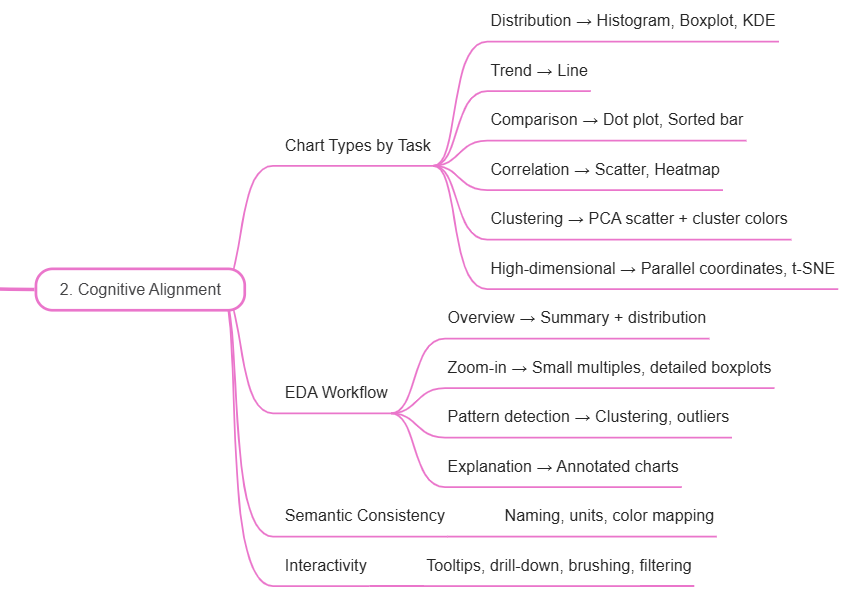 2. Cognitive Alignment
Chart Types by Task
Distribution → Histogram, Boxplot, KDE
Trend → Line
Comparison → Dot plot, Sorted bar
Correlation → Scatter, Heatmap
Clustering → PCA scatter + cluster colors
High-dimensional → Parallel coordinates, t-SNE
EDA Workflow
Overview → Summary + distribution
Zoom-in → Small multiples, detailed boxplots
Pattern detection → Clustering, outliers
Explanation → Annotated charts
Semantic Consistency
Naming, units, color mapping
Interactivity
Tooltips, drill-down, brushing, filtering